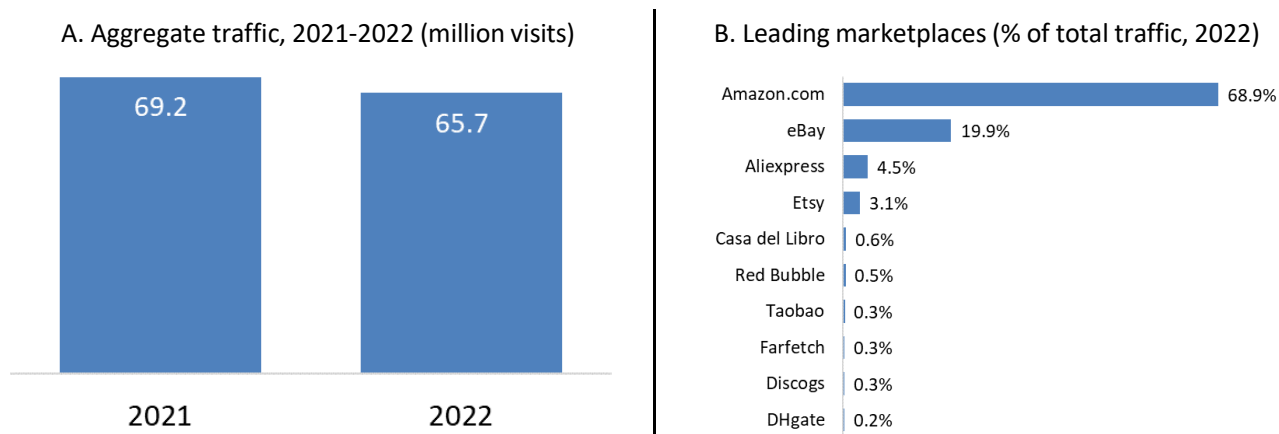 A. Aggregate traffic, 2021-2022 (million visits)
69.2
65.7
2021
2022
B. Leading marketplaces (% of total traffic, 2022)
Amazon.com 68.9%
eBay 19.9%
Aliexpress 4.5%
Etsy 3.1%
Casa del Libro 0.6%
Red Bubble 0.5%
Taobao 0.3%
Farfetch 0.3%
Discogs 0.3%
DHgate 0.2%